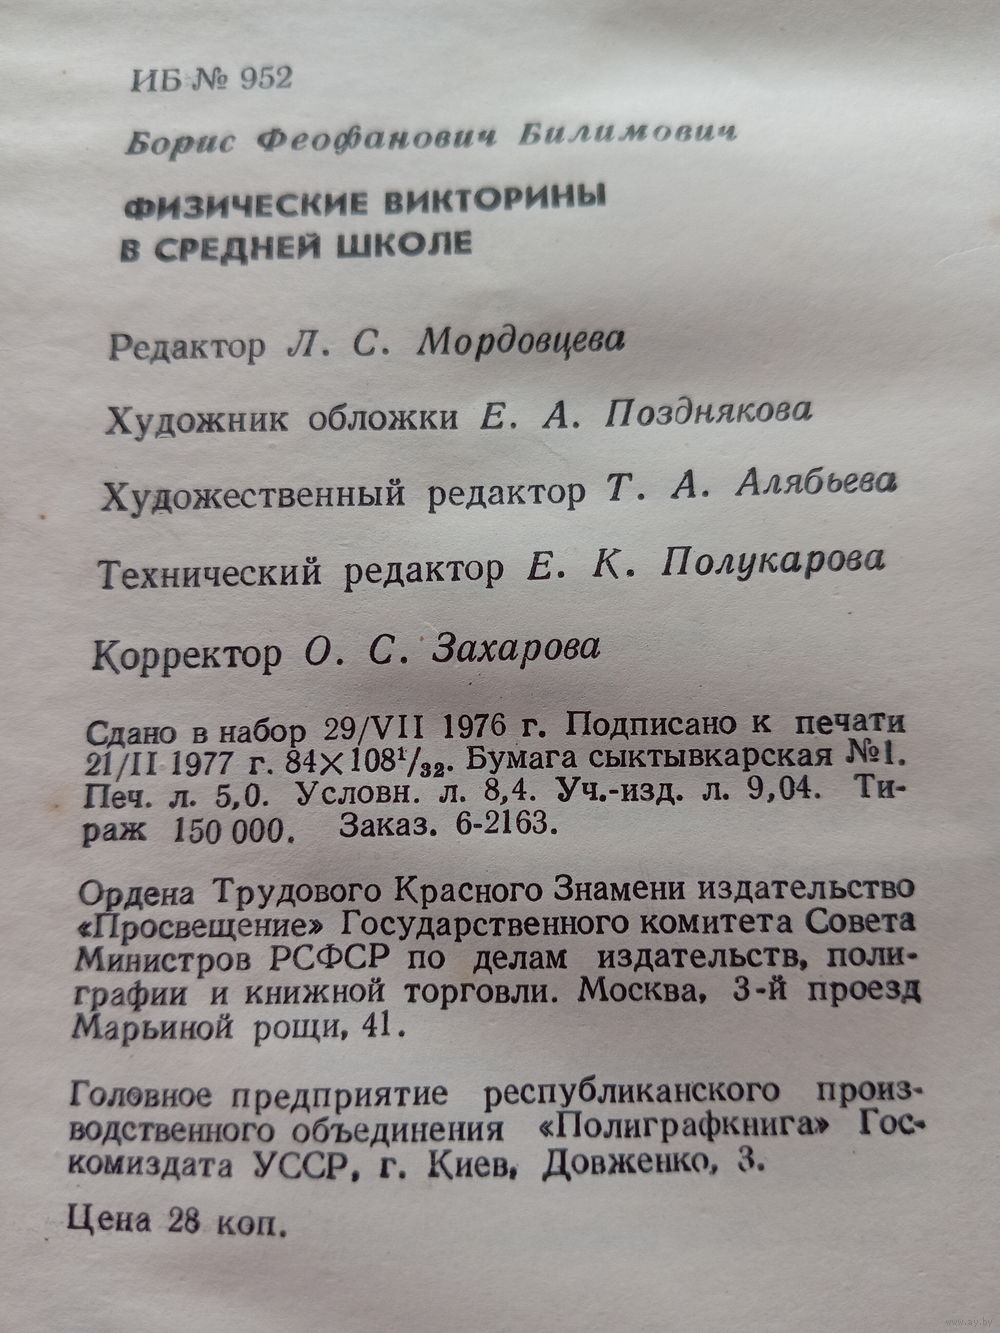 ИБ № 952
Борис Феофанович Билимович
ФИЗИЧЕСКИЕ ВИКТОРИНЫ
В СРЕДНЕЙ ШКОЛЕ
Редактор Л. С. Мордовцева
Художник обложки Е. А. Позднякова
Художественный редактор Т. А. Алябьева
Технический редактор Е. К. Полукарова
Корректор О. С. Захарова
Сдано в набор 29/VII 1976 г. Подписано к печати
21/II 1977 г. 84×108¹/₃₂. Бумага сыктывкарская №1.
Печ. л. 5,0. Условн. л. 8,4. Уч.-изд. л. 9,04. Ти-
раж 150 000. Заказ. 6-2163.
Ордена Трудового Красного Знамени издательство
«Просвещение» Государственного комитета Совета
Министров РСФСР по делам издательств, поли-
графии и книжной торговли. Москва, 3-й проезд
Марьиной рощи, 41.
Головное предприятие республиканского произ-
водственного объединения «Полиграфкнига» Гос-
комиздата УССР, г. Киев, Довженко, 3.
Цена 28 коп.
www.ay.by